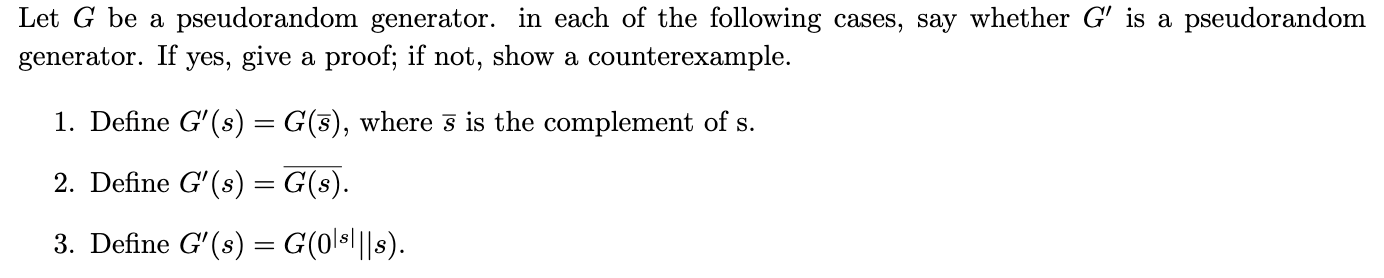 Let G be a pseudorandom generator. in each of the following cases, say whether G′ is a pseudorandom
generator. If yes, give a proof; if not, show a counterexample.
1. Define G′(s) = G(s̅), where s̅ is the complement of s.
2. Define G′(s) = \overline{G(s)}.
3. Define G′(s) = G(0^{|s|}||s).